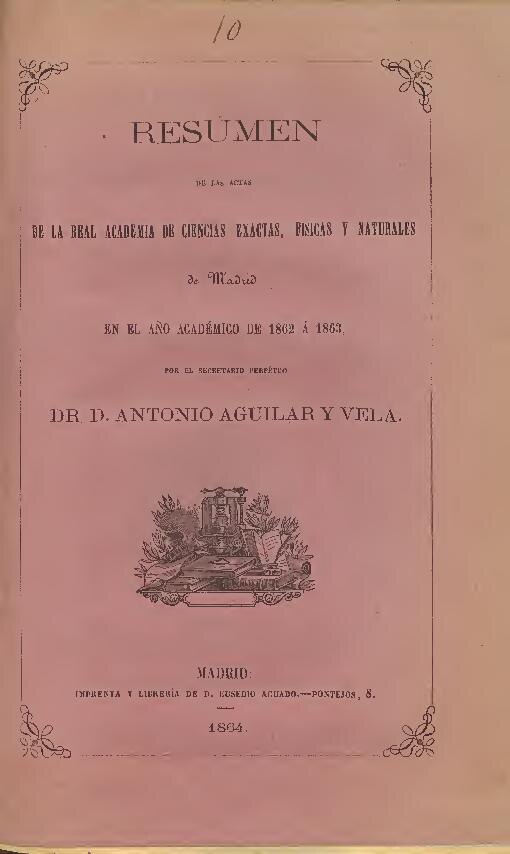 10
RESÚMEN
DE LAS ACTAS
DE LA REAL ACADEMIA DE CIENCIAS EXACTAS, FISICAS Y NATURALES
de Madrid
EN EL AÑO ACADÉMICO DE 1862 Á 1863,
POR EL SECRETARIO PERPÉTUO
DR. D. ANTONIO AGUILAR Y VELA.
MADRID:
IMPRENTA Y LIBRERÍA DE D. EUSEBIO AGUADO.—PONTEJOS, 8.
1864.